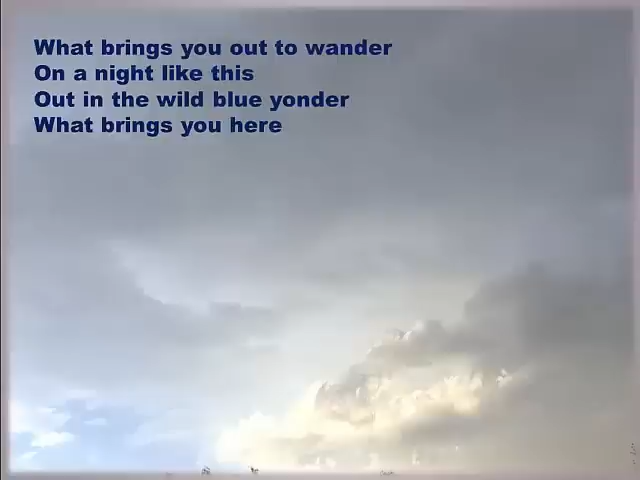 What brings you out to wander
On a night like this
Out in the wild blue yonder
What brings you here